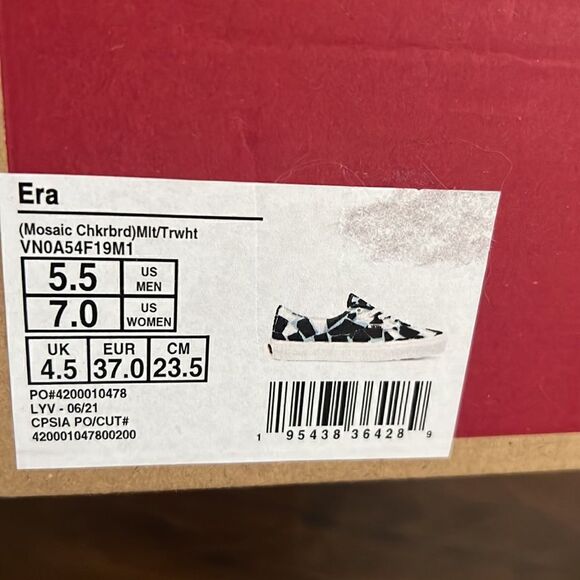 Era
(Mosaic Chkrbrd)Mlt/Trwht
VN0A54F19M1
5.5 US MEN
7.0 US WOMEN
UK EUR CM
4.5 37.0 23.5
PO#4200010478
LYV - 06/21
CPSIA PO/CUT#
420001047800200
1 95438 36428 9